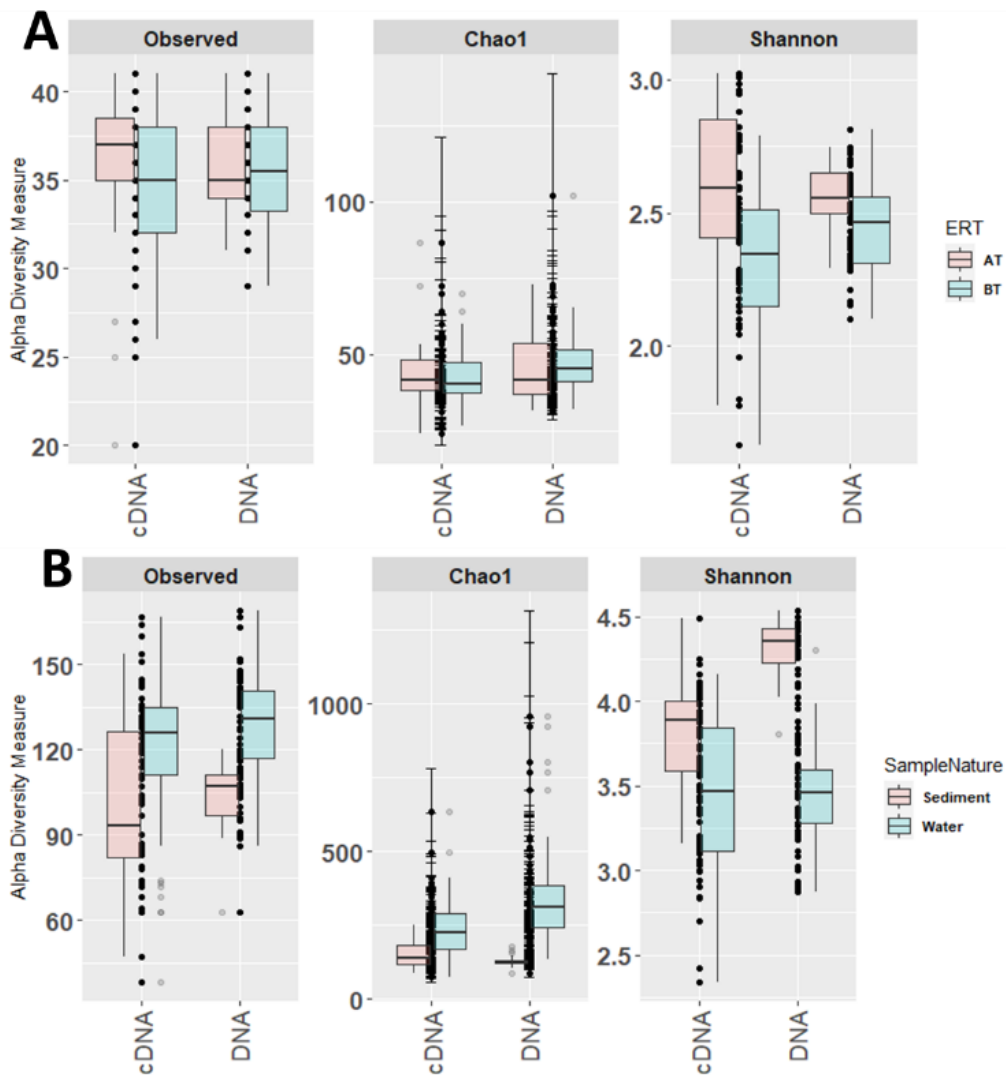 A
Observed
Chao1
Shannon
Alpha Diversity Measure
40
35
30
25
20
100
50
3.0
2.5
2.0
cDNA
DNA
cDNA
DNA
cDNA
DNA
ERT
AT
BT
B
Observed
Chao1
Shannon
Alpha Diversity Measure
150
120
90
60
1000
500
0
4.5
4.0
3.5
3.0
2.5
cDNA
DNA
cDNA
DNA
cDNA
DNA
SampleNature
Sediment
Water